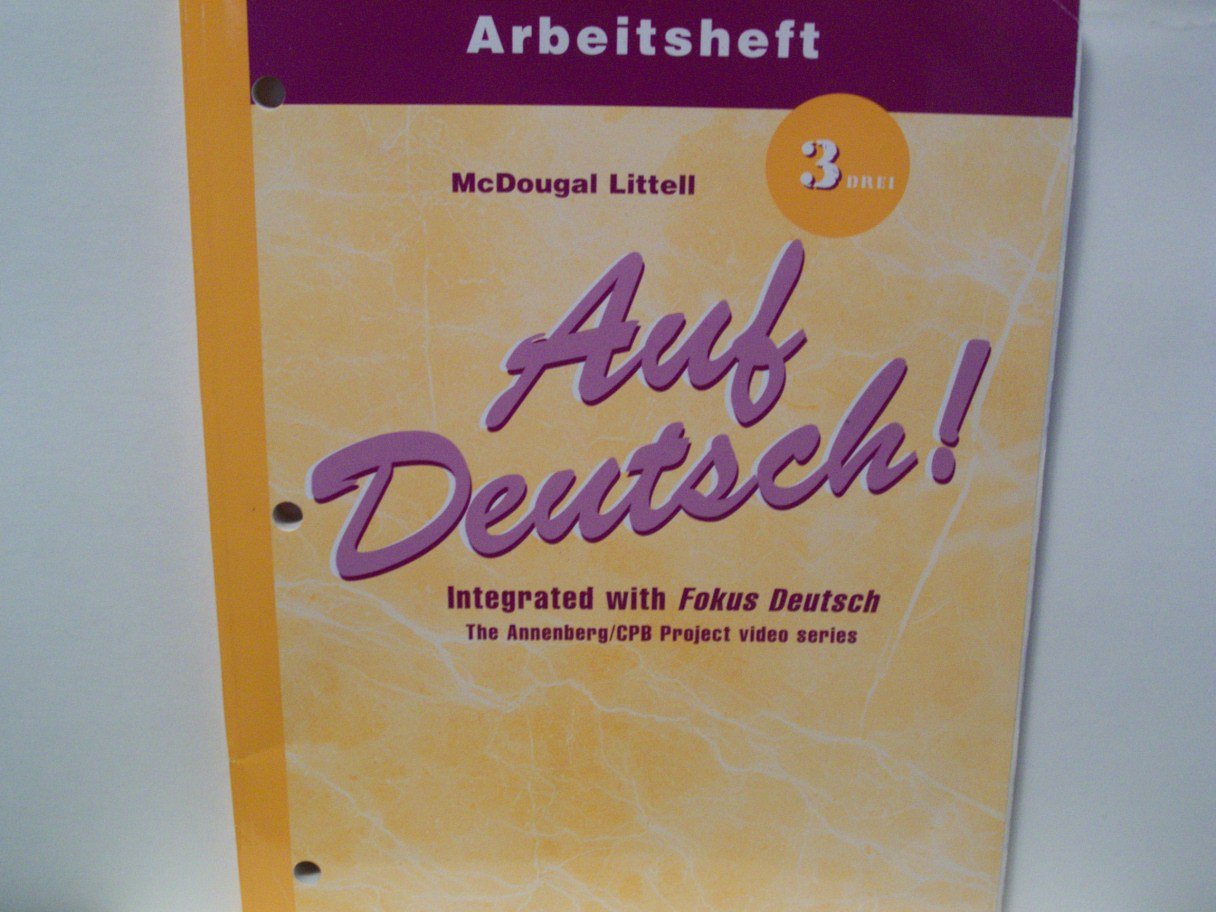 Arbeitsheft
3 DREI
McDougal Littell
Auf
Deutsch!
Integrated with Fokus Deutsch
The Annenberg/CPB Project video series